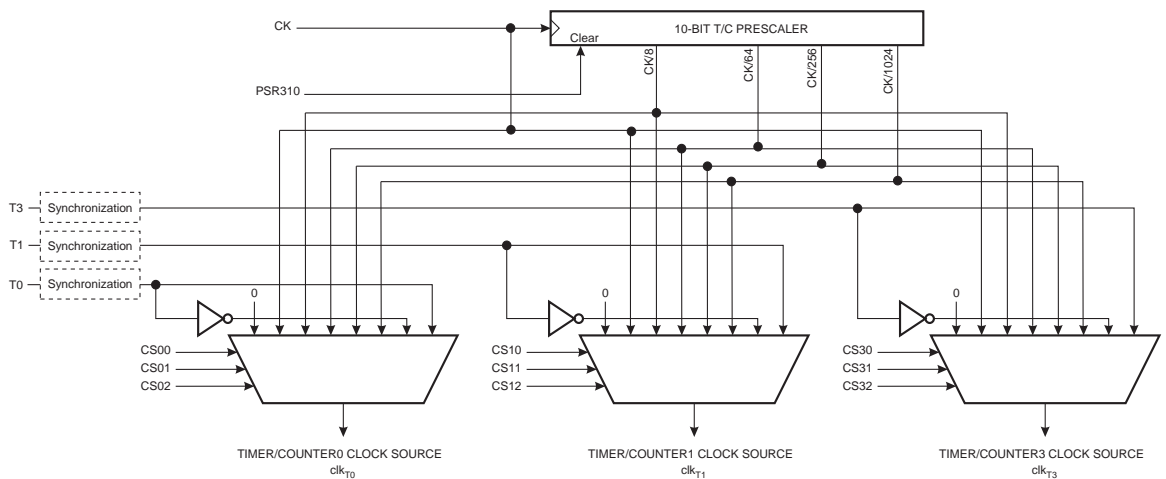 CK
10-BIT T/C PRESCALER
Clear
PSR310
CK/8
CK/64
CK/256
CK/1024
T3
Synchronization
T1
Synchronization
T0
Synchronization
0
0
0
CS00
CS01
CS02
CS10
CS11
CS12
CS30
CS31
CS32
TIMER/COUNTER0 CLOCK SOURCE
clkT0
TIMER/COUNTER1 CLOCK SOURCE
clkT1
TIMER/COUNTER3 CLOCK SOURCE
clkT3